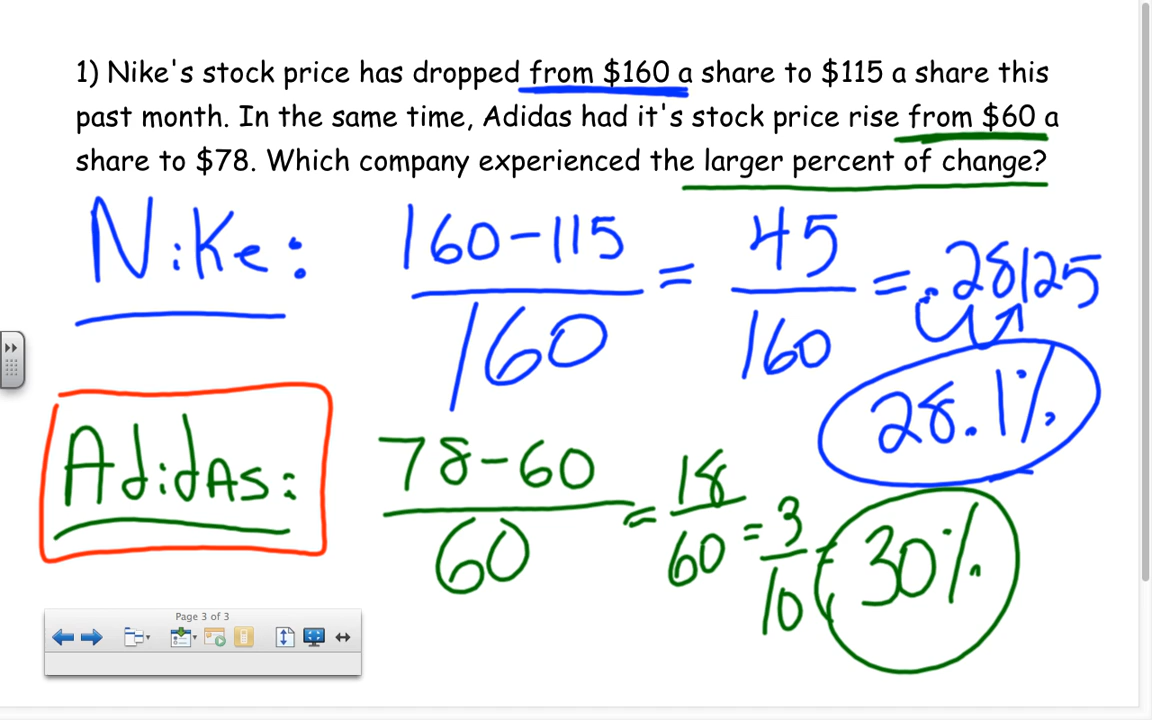 1) Nike's stock price has dropped from $160 a share to $115 a share this
past month. In the same time, Adidas had it's stock price rise from $60 a
share to $78. Which company experienced the larger percent of change?
Nike:
160-115
160
=
45
160
= .28125
28.1%
Adidas:
78-60
60
=
18
60
=
3
10
=
30%
Page 3 of 3